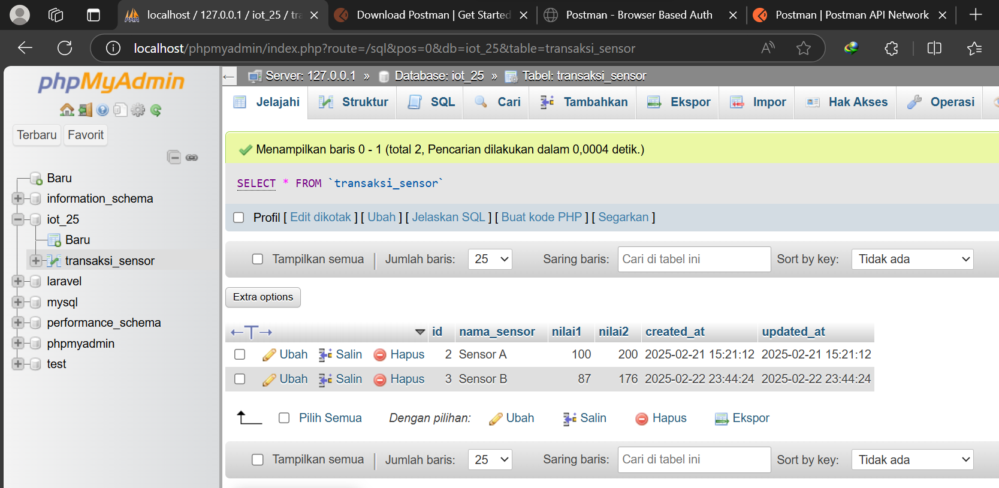 localhost / 127.0.0.1 / iot_25 / tra
Download Postman | Get Started
Postman - Browser Based Auth
Postman | Postman API Network
localhost/phpmyadmin/index.php?route=/sql&pos=0&db=iot_25&table=transaksi_sensor
phpMyAdmin
Terbaru
Favorit
Baru
information_schema
iot_25
Baru
transaksi_sensor
laravel
mysql
performance_schema
phpmyadmin
test
Server: 127.0.0.1 » Database: iot_25 » Tabel: transaksi_sensor
Jelajahi Struktur SQL Cari Tambahkan Ekspor Impor Hak Akses Operasi
Menampilkan baris 0 - 1 (total 2, Pencarian dilakukan dalam 0,0004 detik.)
SELECT * FROM `transaksi_sensor`
Profil [ Edit dikotak ] [ Ubah ] [ Jelaskan SQL ] [ Buat kode PHP ] [ Segarkan ]
Tampilkan semua | Jumlah baris: 25 Saring baris: Cari di tabel ini Sort by key: Tidak ada
Extra options
id nama_sensor nilai1 nilai2 created_at updated_at
Ubah Salin Hapus 2 Sensor A 100 200 2025-02-21 15:21:12 2025-02-21 15:21:12
Ubah Salin Hapus 3 Sensor B 87 176 2025-02-22 23:44:24 2025-02-22 23:44:24
Pilih Semua Dengan pilihan: Ubah Salin Hapus Ekspor
Tampilkan semua | Jumlah baris: 25 Saring baris: Cari di tabel ini Sort by key: Tidak ada